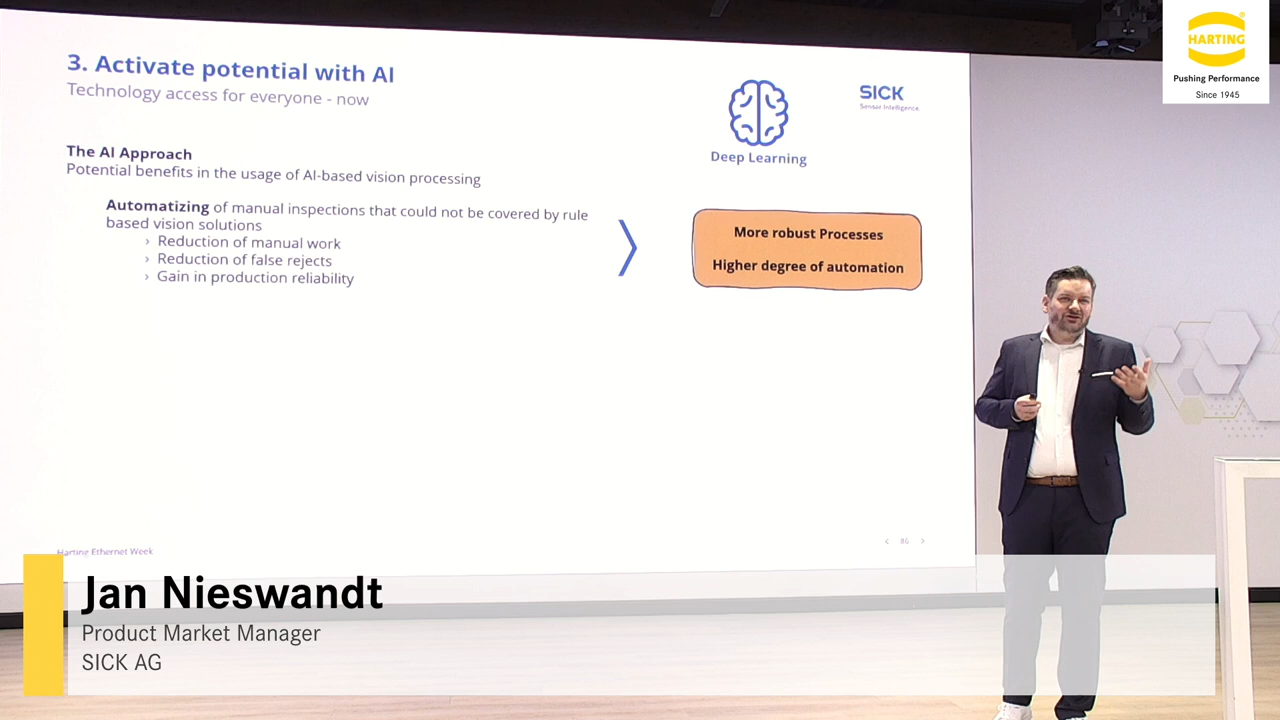 3. Activate potential with AI
Technology access for everyone - now
SICK
Sensor Intelligence.
Deep Learning
The AI Approach
Potential benefits in the usage of AI-based vision processing
Automatizing of manual inspections that could not be covered by rule
based vision solutions
› Reduction of manual work
› Reduction of false rejects
› Gain in production reliability
More robust Processes
Higher degree of automation
Harting Ethernet Week
< 86 >
HARTING
Pushing Performance
Since 1945
Jan Nieswandt
Product Market Manager
SICK AG